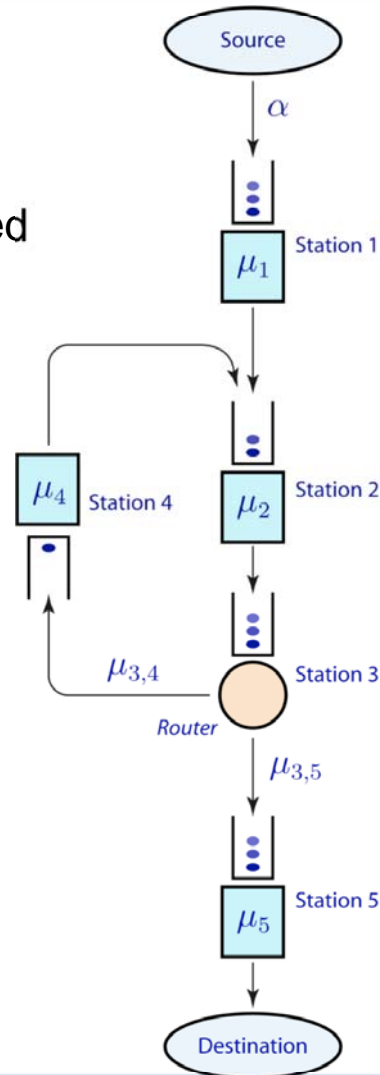 Source
α
Station 1
μ₁
ed
Station 2
μ₂
μ₄
Station 4
Station 3
μ₃,₄
Router
μ₃,₅
Station 5
μ₅
Destination